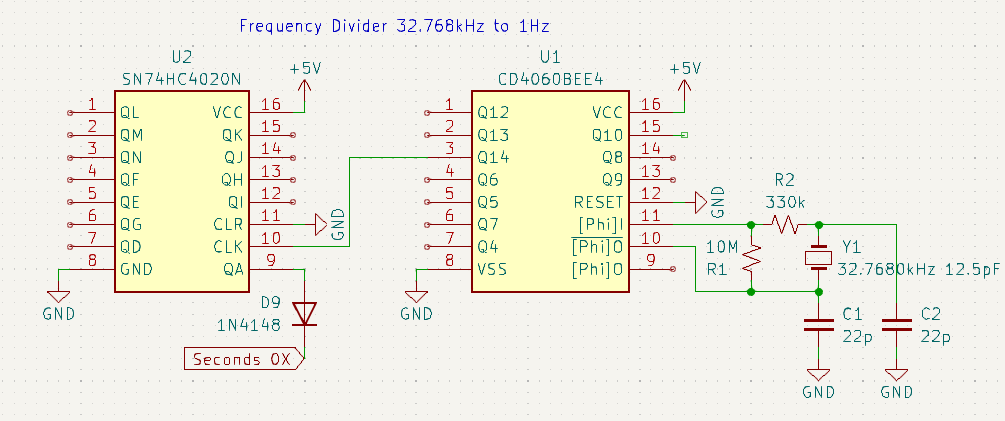 Frequency Divider 32.768kHz to 1Hz
U2
SN74HC4020N
+5V
1 QL VCC 16
2 QM QK 15
3 QN QJ 14
4 QF QH 13
5 QE QI 12
6 QG CLR 11 GND
7 QD CLK 10
8 GND QA 9
GND
D9
1N4148
Seconds 0X
U1
CD4060BEE4
+5V
1 Q12 VCC 16
2 Q13 Q10 15
3 Q14 Q8 14
4 Q6 Q9 13
5 Q5 RESET 12 GND
6 Q7 [Phi]I 11
7 Q4 [Phi]O 10
8 VSS [Phi]O 9
GND
R2
330k
10M
R1
Y1
32.7680kHz 12.5pF
C1
22p
C2
22p
GND
GND